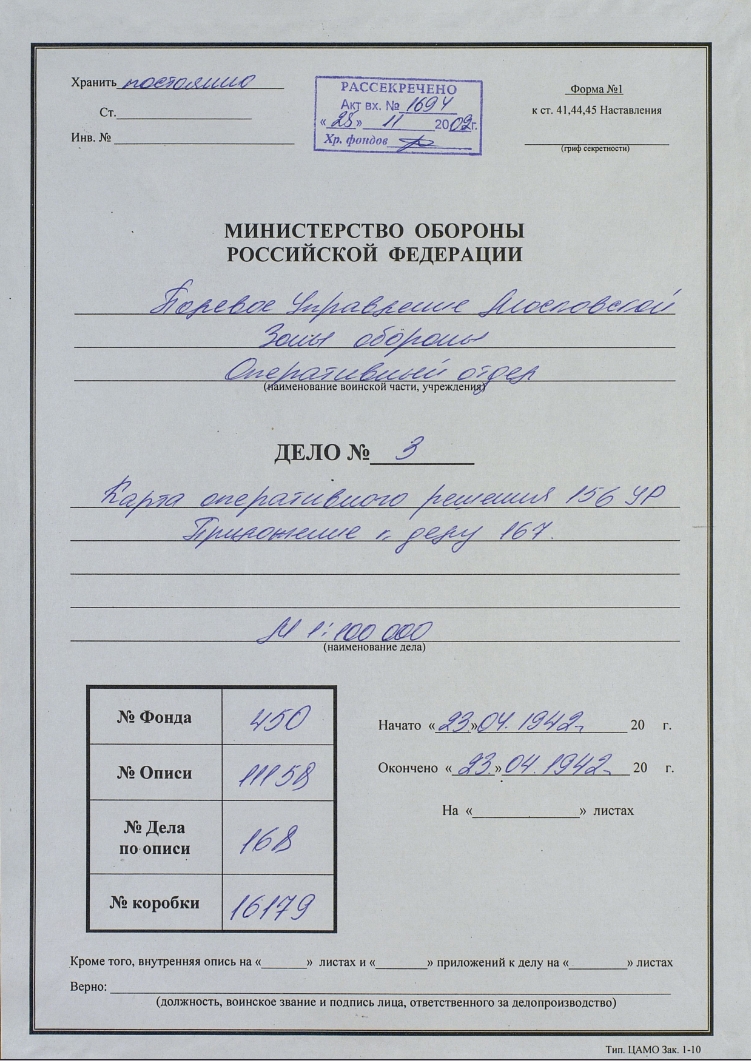 Хранить постоянно
Ст.
Инв. №
РАССЕКРЕЧЕНО
Акт вх. № 1694
«28» 11 2002г.
Хр. фондов
Форма №1
к ст. 41,44,45 Наставления
(гриф секретности)
МИНИСТЕРСТВО ОБОРОНЫ
РОССИЙСКОЙ ФЕДЕРАЦИИ
Полевое Управление Московской
Зоны обороны
Оперативный отдел
(наименование воинской части, учреждения)
ДЕЛО № 3
Карта оперативного решения 156 УР
Приложение к делу 167.
М 1:100 000
(наименование дела)
№ Фонда 450
№ Описи 11158
№ Дела
по описи 168
№ коробки 16179
Начато «23»04. 1942г. 20 г.
Окончено «23»04. 1942г. 20 г.
На « » листах
Кроме того, внутренняя опись на « » листах и « » приложений к делу на « » листах
Верно:
(должность, воинское звание и подпись лица, ответственного за делопроизводство)
Тип. ЦАМО Зак. 1-10